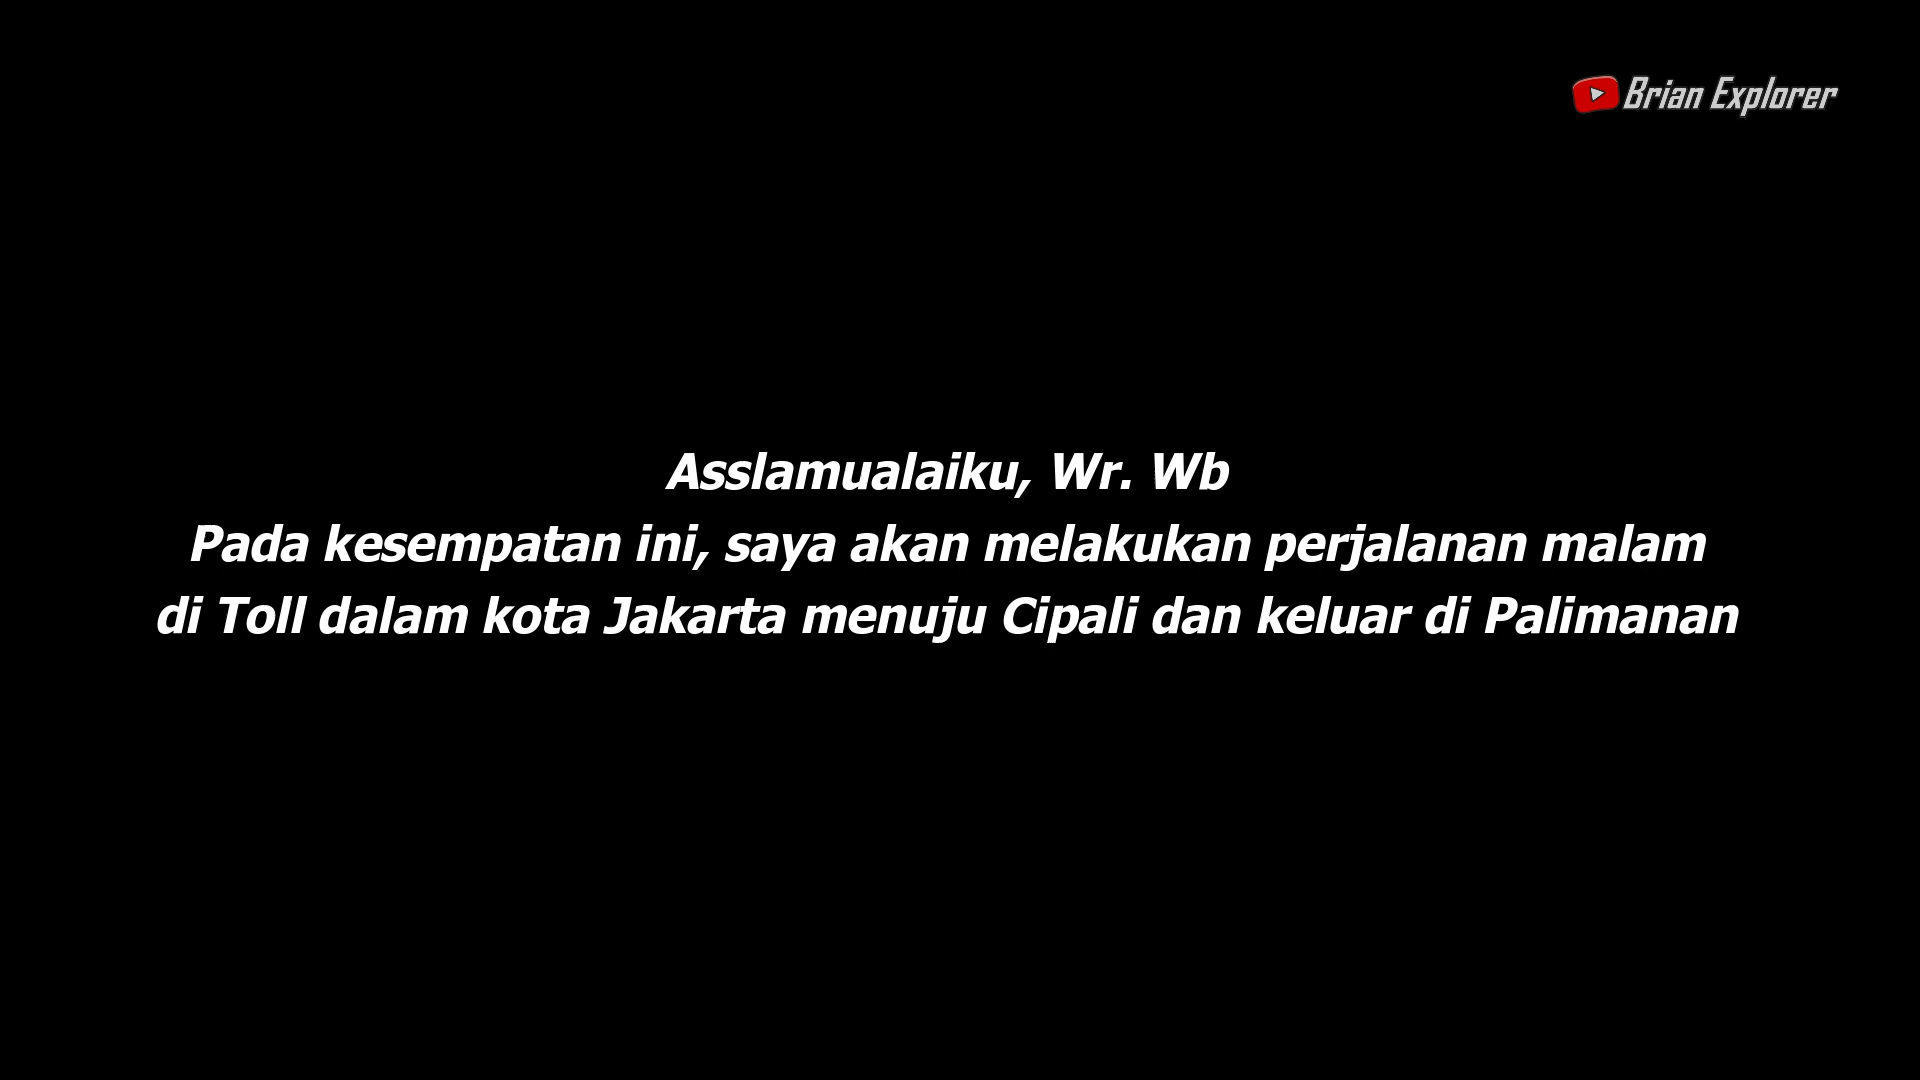 Brian Explorer
Asslamualaiku, Wr. Wb
Pada kesempatan ini, saya akan melakukan perjalanan malam
di Toll dalam kota Jakarta menuju Cipali dan keluar di Palimanan